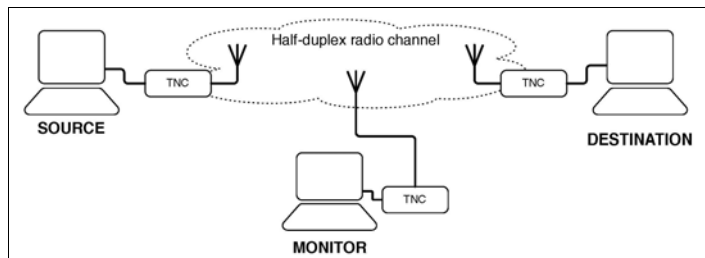 Half-duplex radio channel
TNC
TNC
SOURCE
DESTINATION
TNC
MONITOR